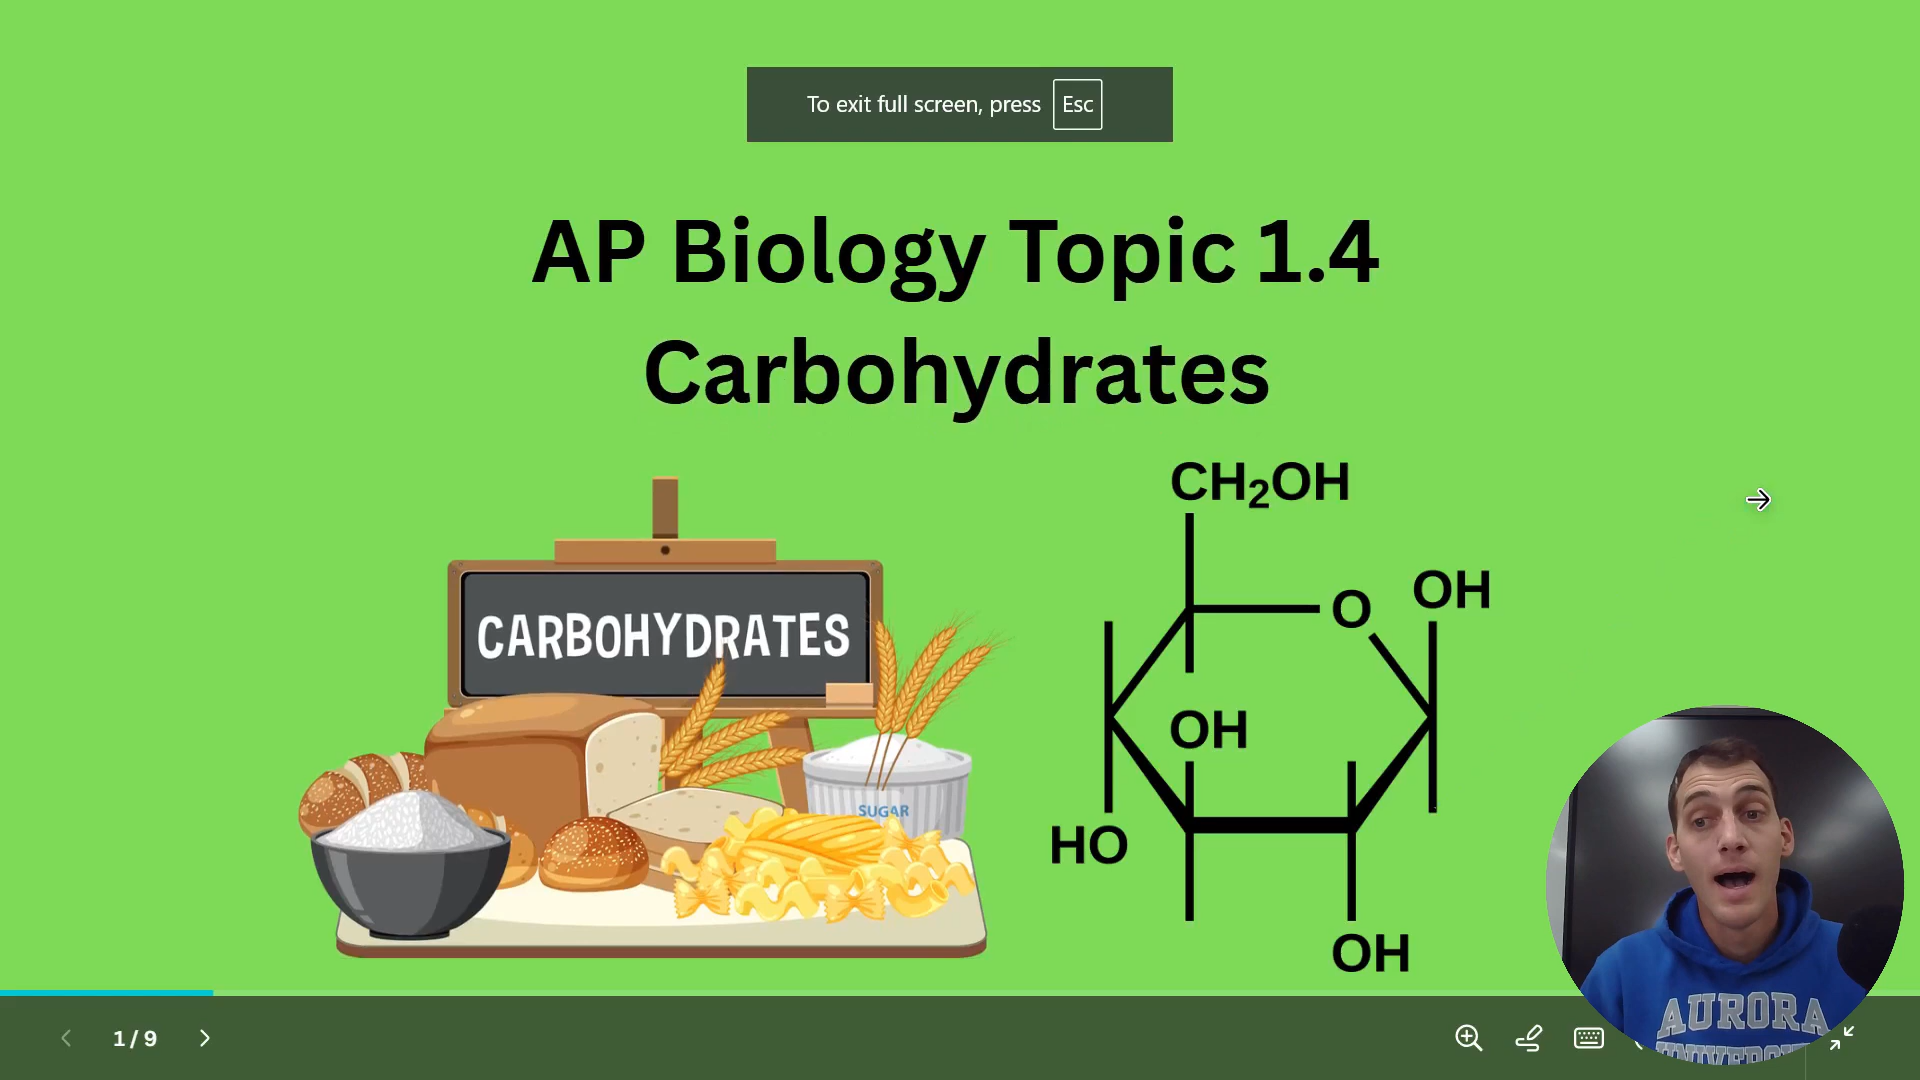 To exit full screen, press Esc
AP Biology Topic 1.4
Carbohydrates
CH₂OH
O
OH
CARBOHYDRATES
OH
SUGAR
HO
OH
AURORA
UNIVERSITY
1 / 9